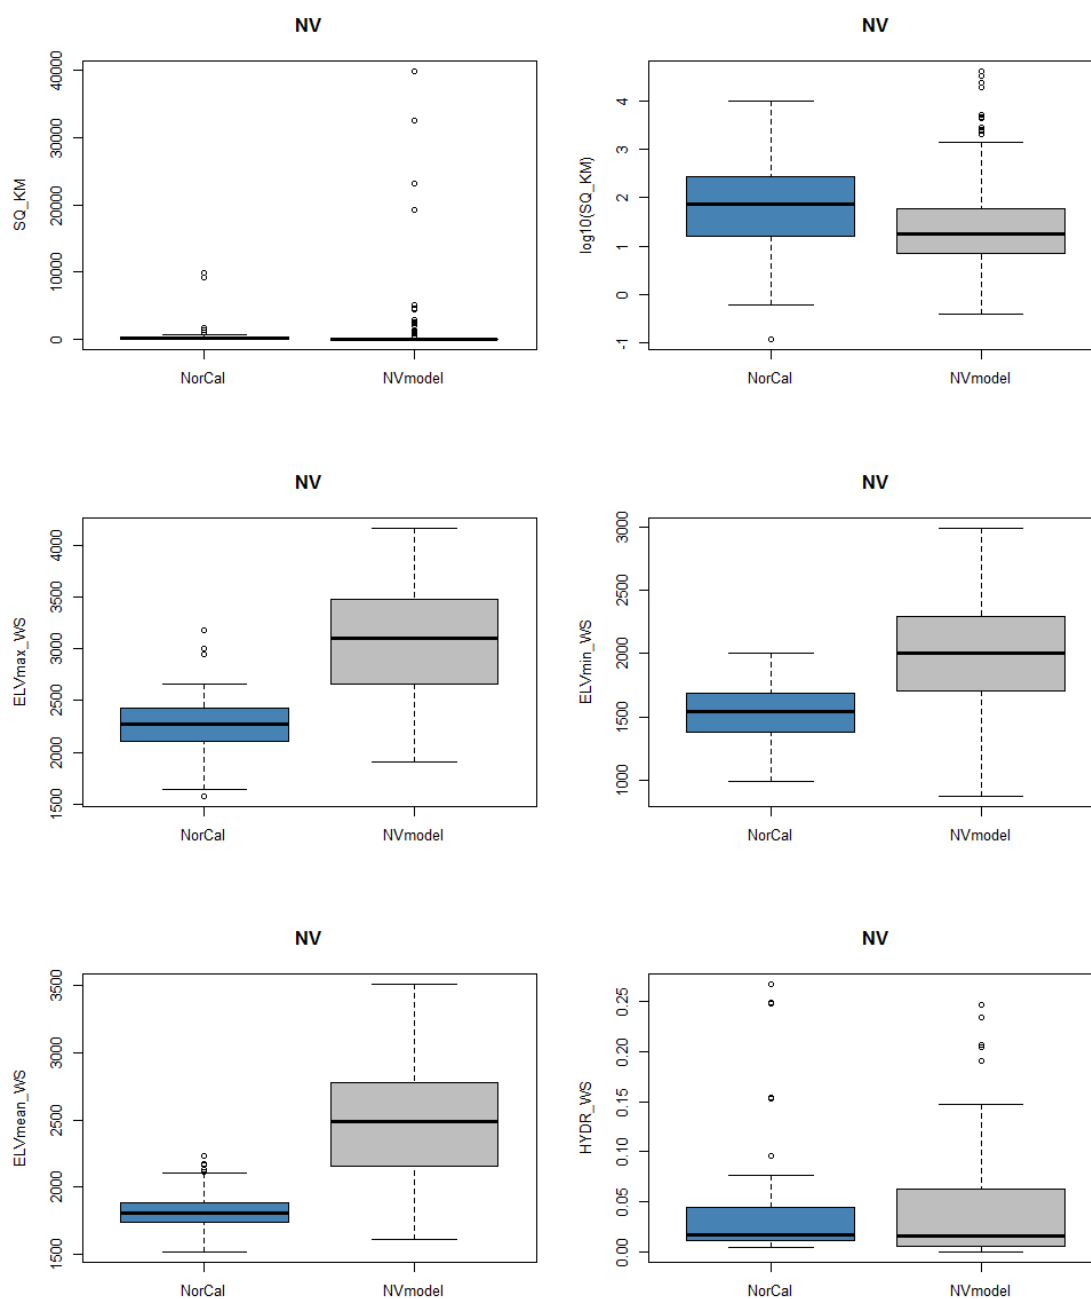 NV
SQ_KM
40000
30000
20000
10000
0
NorCal
NVmodel
NV
log10(SQ_KM)
4
3
2
1
0
-1
NorCal
NVmodel
NV
ELVmax_WS
4000
3500
3000
2500
2000
1500
NorCal
NVmodel
NV
ELVmin_WS
3000
2500
2000
1500
1000
NorCal
NVmodel
NV
ELVmean_WS
3500
3000
2500
2000
1500
NorCal
NVmodel
NV
HYDR_WS
0.25
0.20
0.15
0.10
0.05
0.00
NorCal
NVmodel